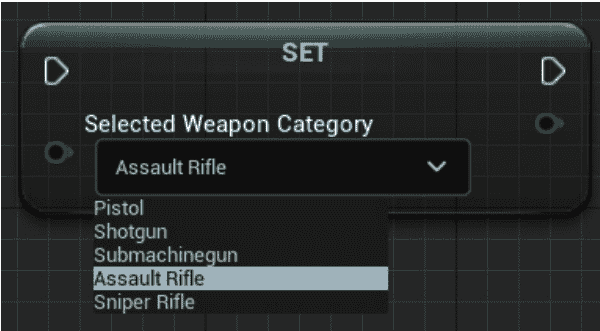 SET
Selected Weapon Category
Assault Rifle
Pistol
Shotgun
Submachinegun
Assault Rifle
Sniper Rifle